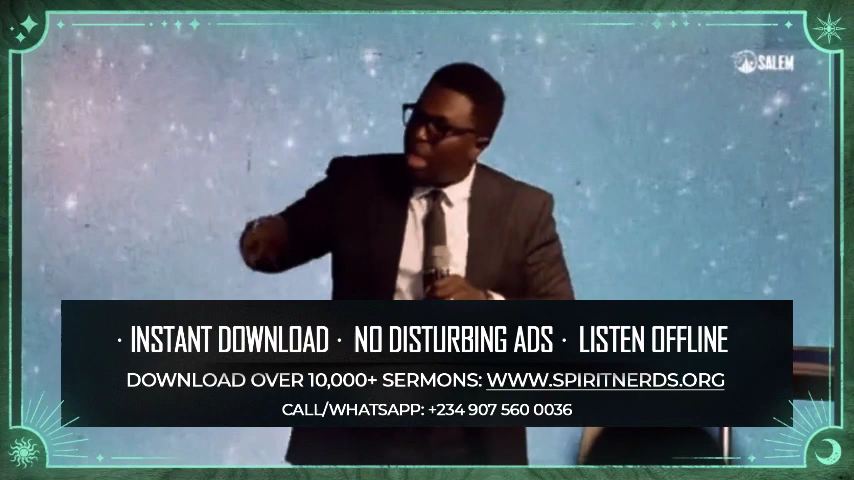 SALEM
· INSTANT DOWNLOAD · NO DISTURBING ADS · LISTEN OFFLINE
DOWNLOAD OVER 10,000+ SERMONS: WWW.SPIRITNERDS.ORG
CALL/WHATSAPP: +234 907 560 0036